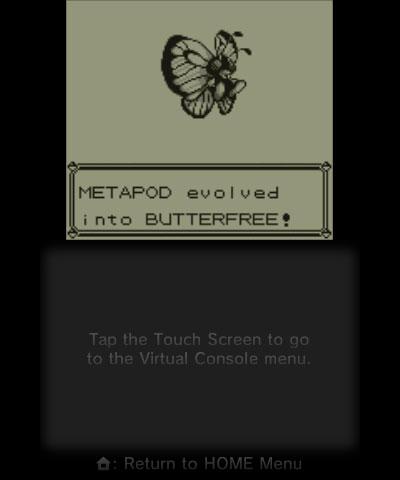 METAPOD evolved
into BUTTERFREE!
Tap the Touch Screen to go
to the Virtual Console menu.
: Return to HOME Menu